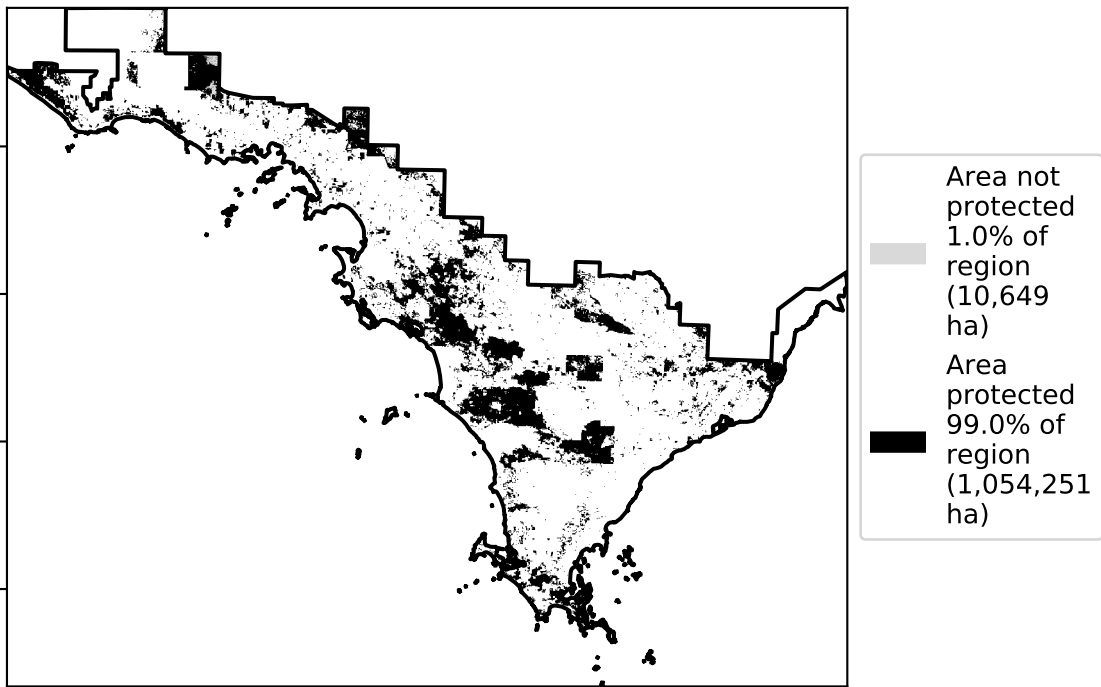 Area not
protected
1.0% of
region
(10,649
ha)
Area
protected
99.0% of
region
(1,054,251
ha)